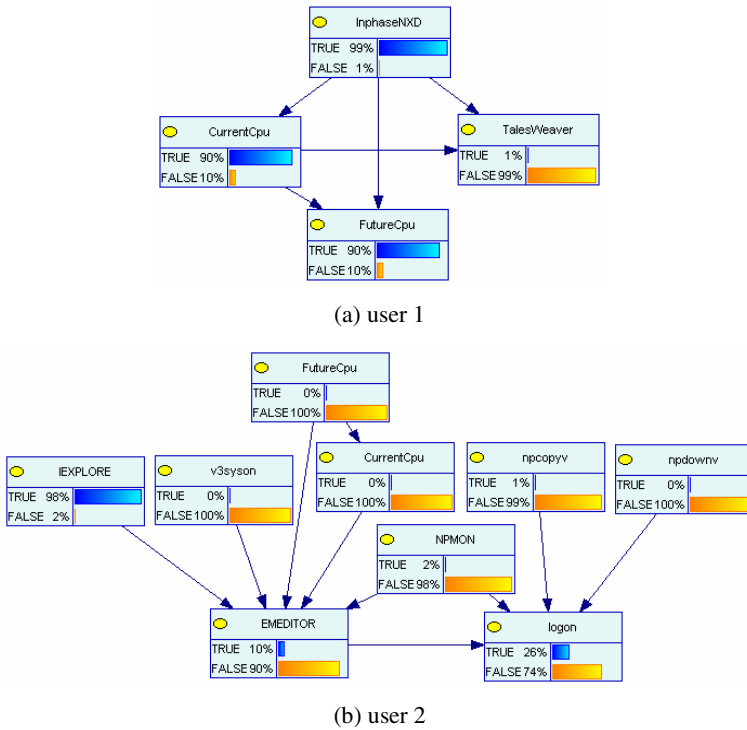 InphaseNXD
TRUE 99%
FALSE 1%
CurrentCpu
TRUE 90%
FALSE 10%
TalesWeaver
TRUE 1%
FALSE 99%
FutureCpu
TRUE 90%
FALSE 10%
(a) user 1
FutureCpu
TRUE 0%
FALSE 100%
IEXPLORE
TRUE 98%
FALSE 2%
v3syson
TRUE 0%
FALSE 100%
CurrentCpu
TRUE 0%
FALSE 100%
npcopyv
TRUE 1%
FALSE 99%
npdownv
TRUE 0%
FALSE 100%
NPMON
TRUE 2%
FALSE 98%
EMEDITOR
TRUE 10%
FALSE 90%
logon
TRUE 26%
FALSE 74%
(b) user 2